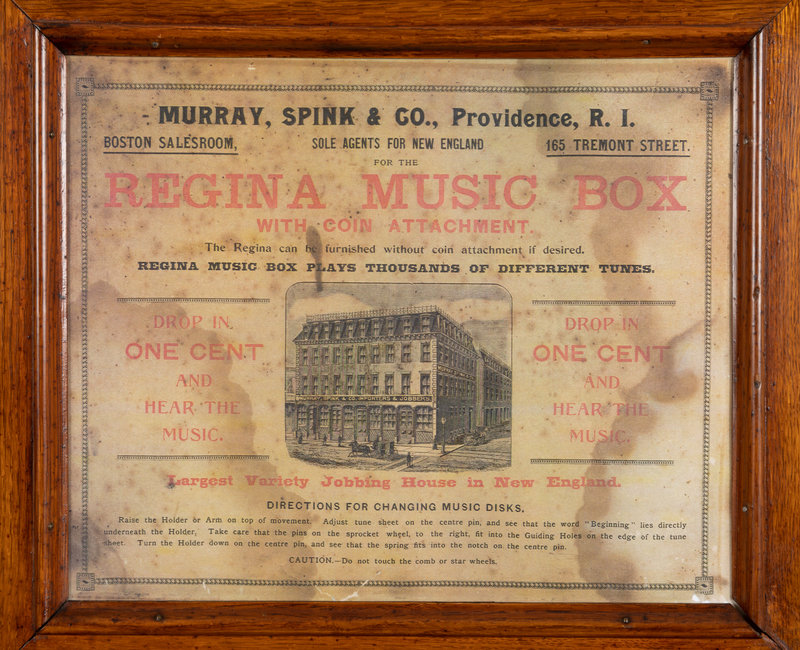 MURRAY, SPINK & CO., Providence, R. I.
BOSTON SALESROOM, SOLE AGENTS FOR NEW ENGLAND 165 TREMONT STREET.
FOR THE
REGINA MUSIC BOX
WITH COIN ATTACHMENT.
The Regina can be furnished without coin attachment if desired.
REGINA MUSIC BOX PLAYS THOUSANDS OF DIFFERENT TUNES.
DROP IN
ONE CENT
AND
HEAR THE
MUSIC.
MURRAY, SPINK & CO. IMPORTERS & JOBBERS.
DROP IN
ONE CENT
AND
HEAR THE
MUSIC.
Largest Variety Jobbing House in New England.
DIRECTIONS FOR CHANGING MUSIC DISKS.
Raise the Holder or Arm on top of movement. Adjust tune sheet on the centre pin, and see that the word "Beginning" lies directly
underneath the Holder, Take care that the pins on the sprocket wheel, to the right, fit into the Guiding Holes on the edge of the tune
sheet. Turn the Holder down on the centre pin, and see that the spring fits into the notch on the centre pin.
CAUTION.—Do not touch the comb or star wheels.